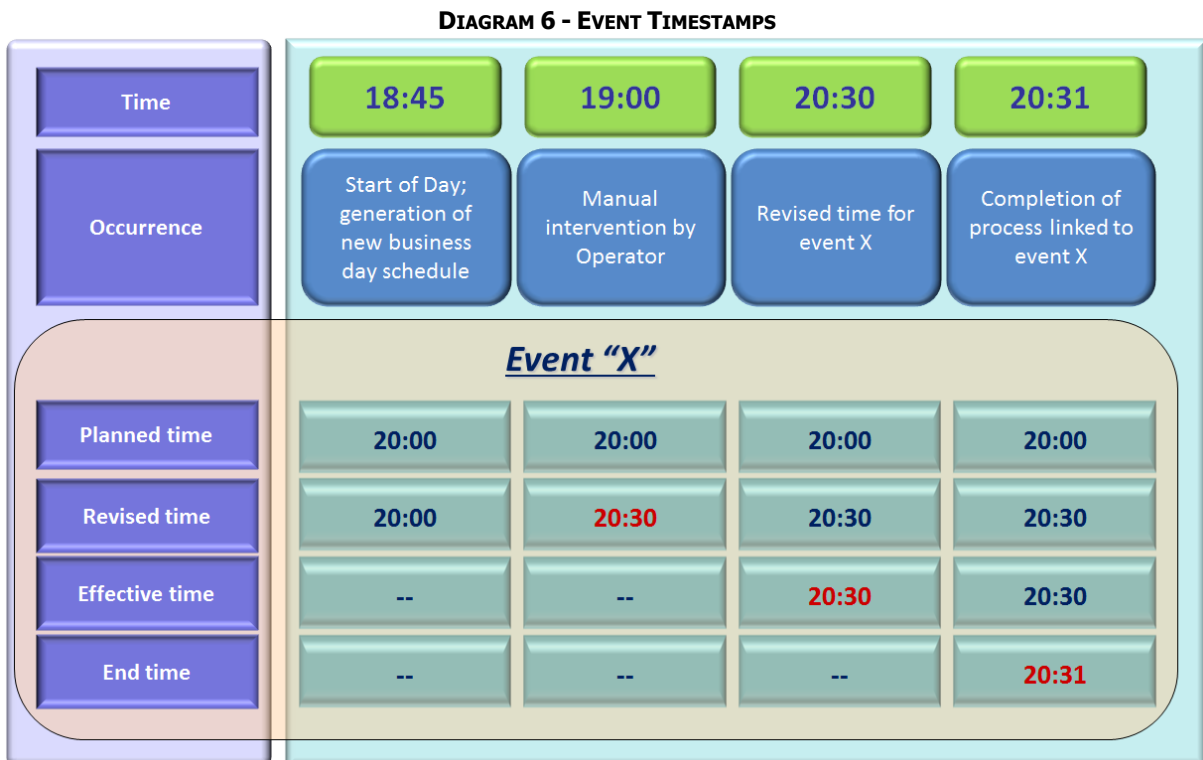 DIAGRAM 6 - EVENT TIMESTAMPS
Time
18:45
19:00
20:30
20:31
Occurrence
Start of Day;
generation of
new business
day schedule
Manual
intervention by
Operator
Revised time for
event X
Completion of
process linked to
event X
Event “X”
Planned time
20:00
20:00
20:00
20:00
Revised time
20:00
20:30
20:30
20:30
Effective time
--
--
20:30
20:30
End time
--
--
--
20:31